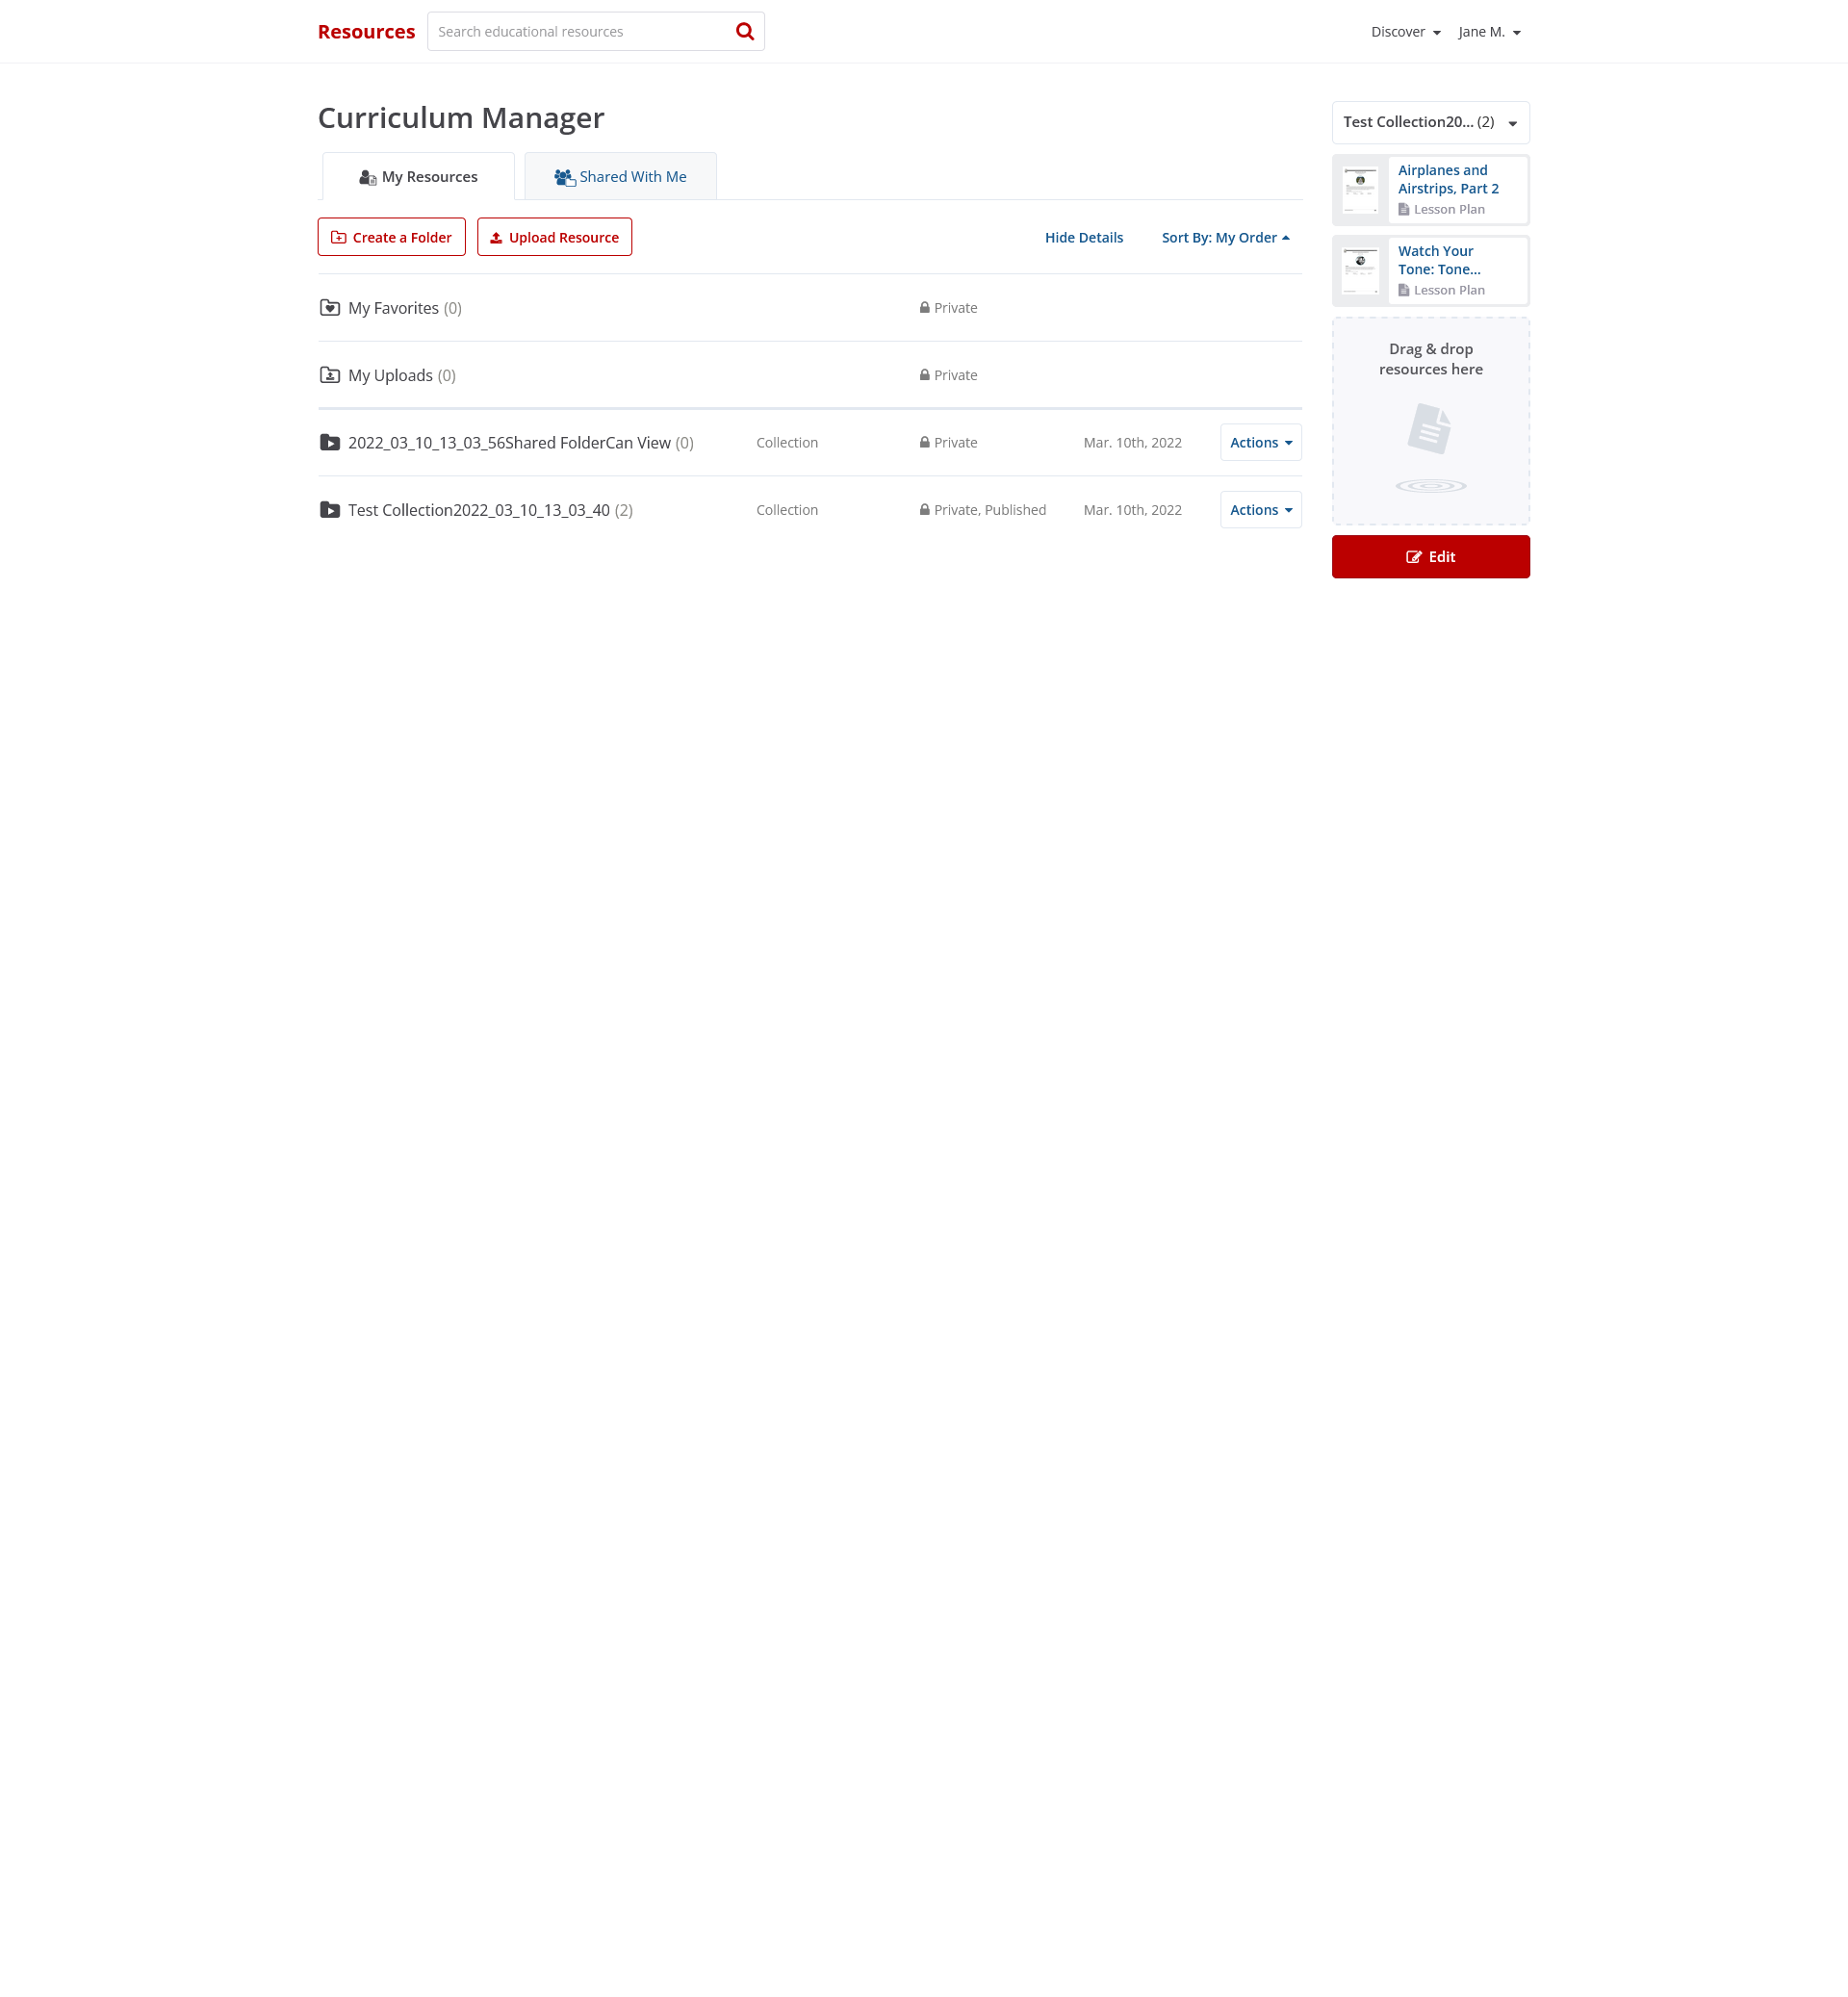 Resources
Search educational resources
Discover
Jane M.
Curriculum Manager
My Resources
Shared With Me
Create a Folder
Upload Resource
Hide Details
Sort By: My Order
My Favorites (0)
Private
My Uploads (0)
Private
2022_03_10_13_03_56Shared FolderCan View (0)
Collection
Private
Mar. 10th, 2022
Actions
Test Collection2022_03_10_13_03_40 (2)
Collection
Private, Published
Mar. 10th, 2022
Actions
Test Collection20... (2)
Airplanes and
Airstrips, Part 2
Lesson Plan
Watch Your
Tone: Tone...
Lesson Plan
Drag & drop
resources here
Edit